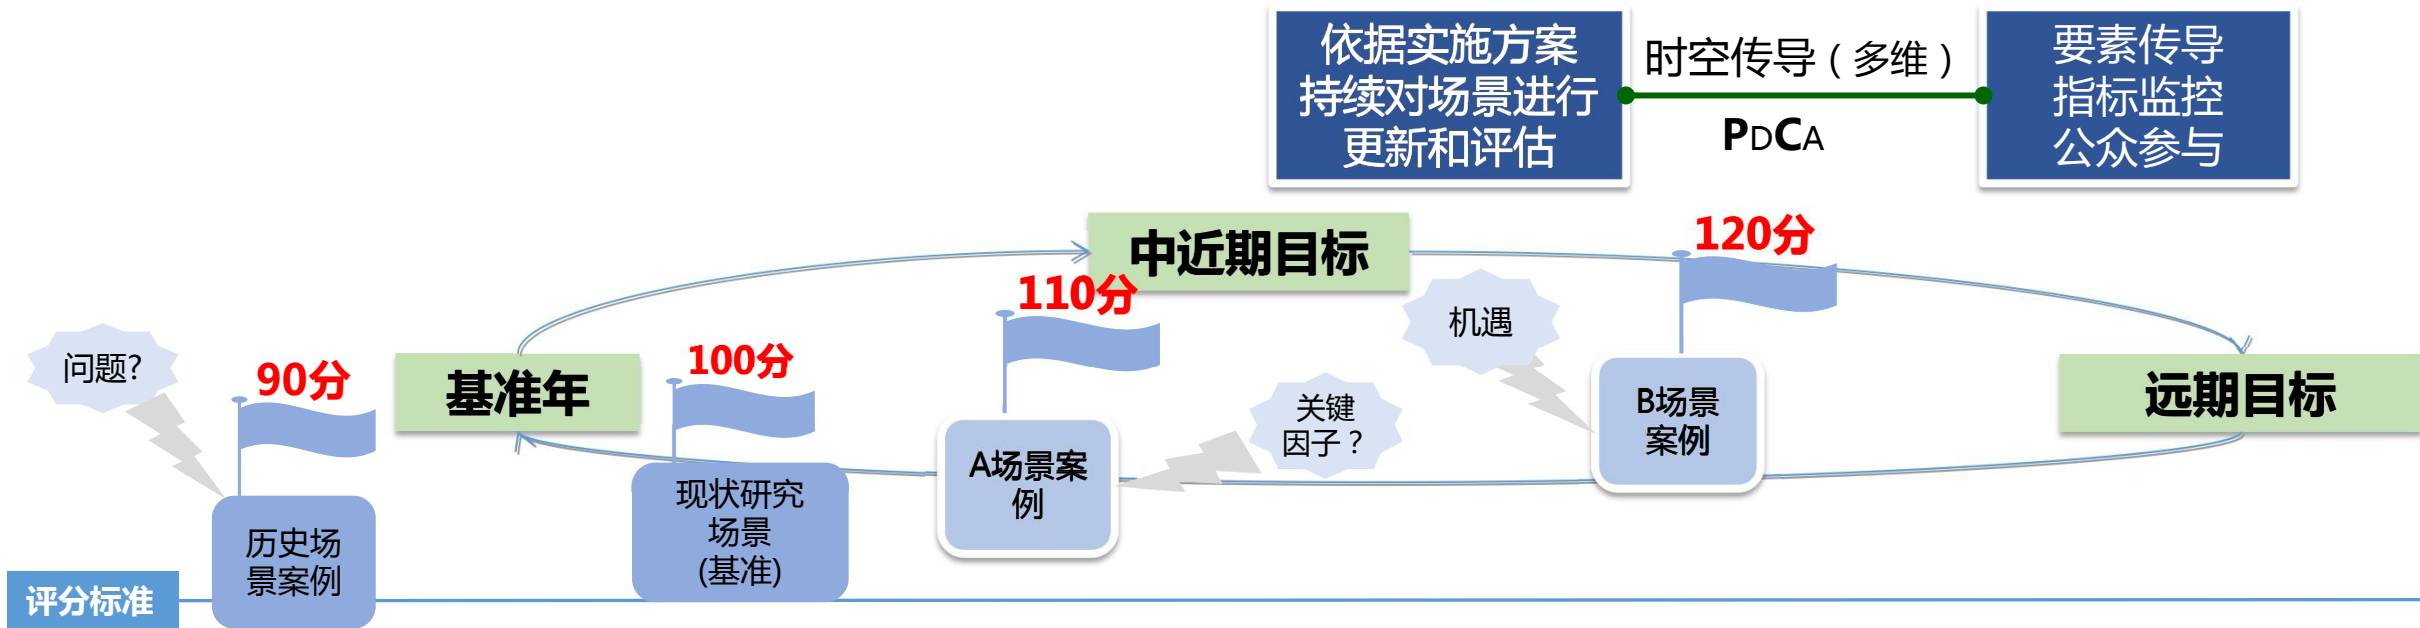 依据实施方案
持续对场景进行
更新和评估
时空传导（多维）
PDCA
要素传导
指标监控
公众参与
中近期目标
120分
110分
机遇
问题?
90分
基准年
100分
关键
因子？
B场景
案例
远期目标
A场景案
例
现状研究
场景
(基准)
历史场
景案例
评分标准